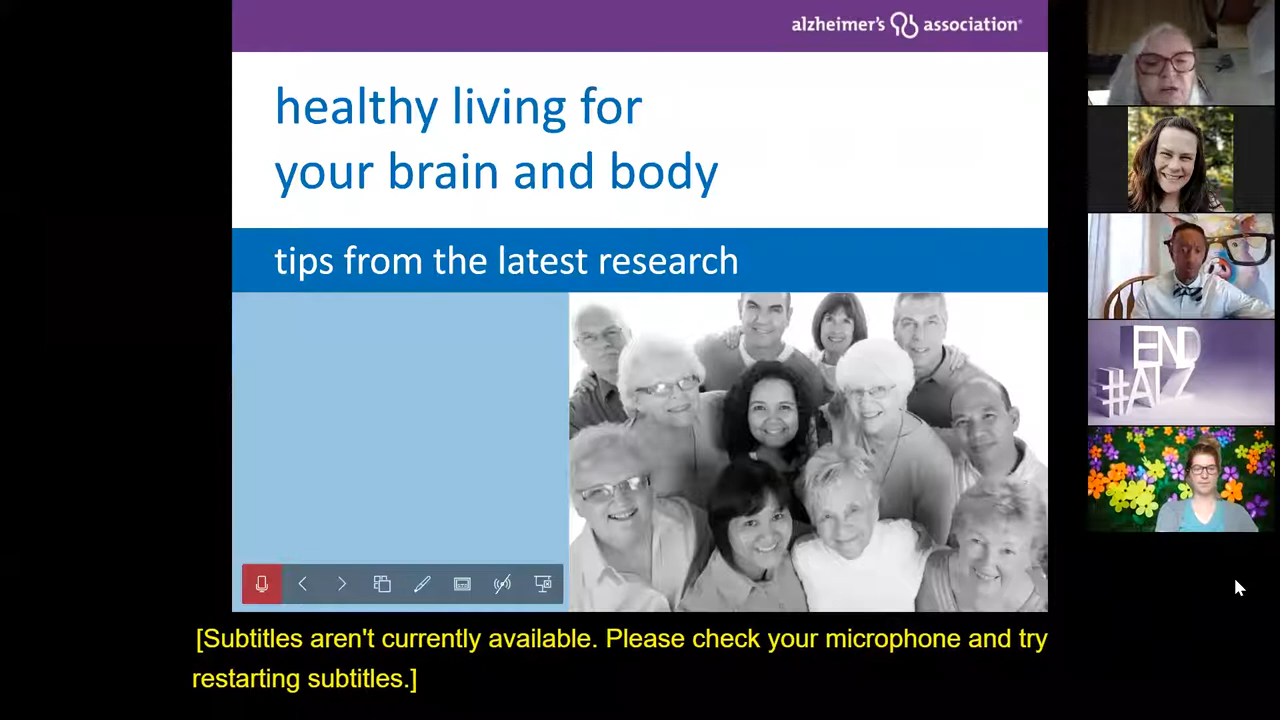 alzheimer's association®
healthy living for
your brain and body
tips from the latest research
END
#ALZ
[Subtitles aren't currently available. Please check your microphone and try
restarting subtitles.]